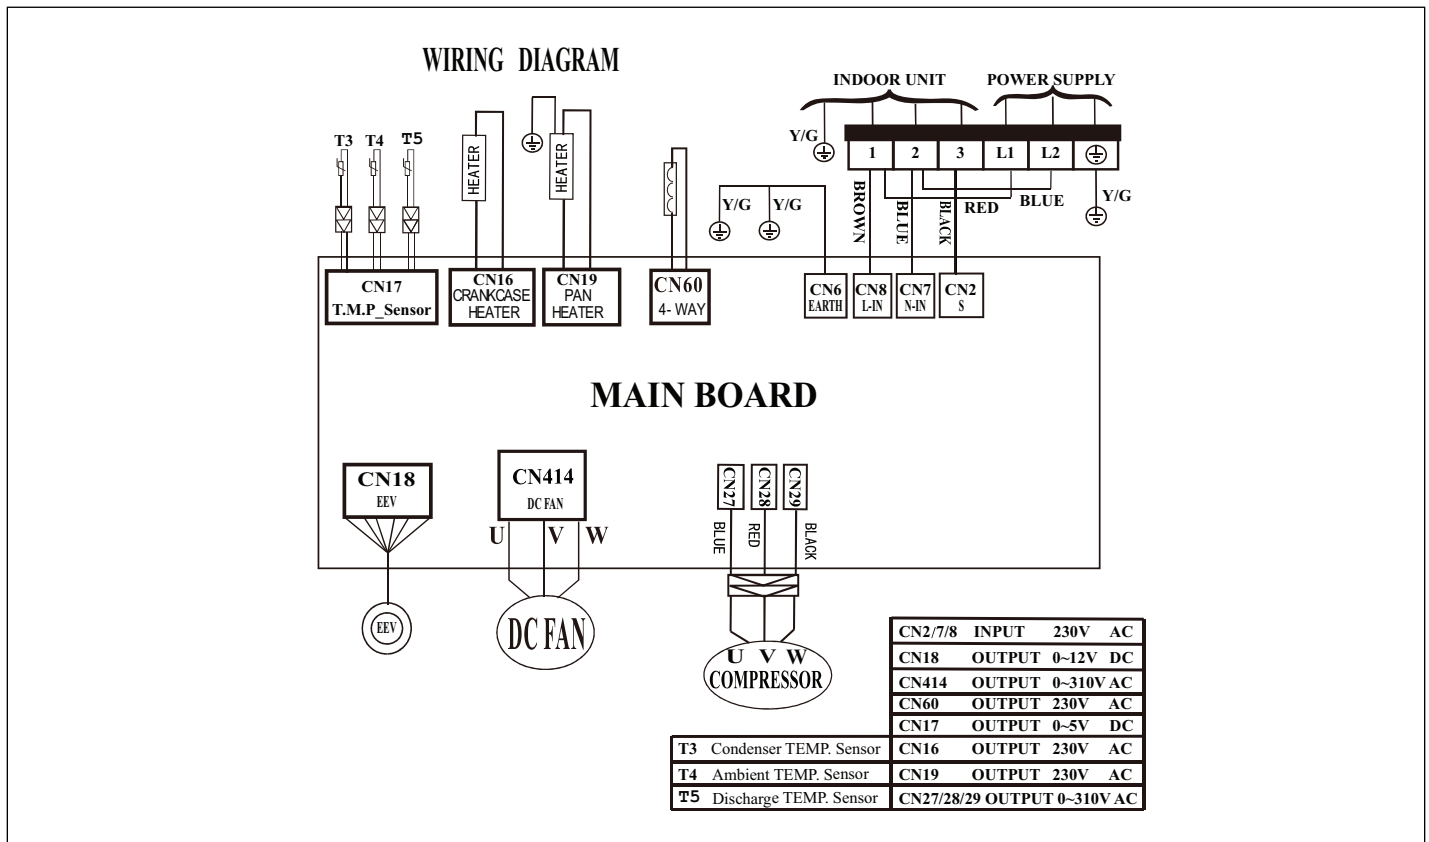 WIRING DIAGRAM
INDOOR UNIT
POWER SUPPLY
Y/G
T3
T4
T5
HEATER
HEATER
1
2
3
L1
L2
Y/G
Y/G
Y/G
BROWN
BLUE
BLACK
RED
BLUE
CN17
T.M.P_Sensor
CN16
CRANKCASE
HEATER
CN19
PAN
HEATER
CN60
4- WAY
CN6
EARTH
CN8
L-IN
CN7
N-IN
CN2
S
MAIN BOARD
CN18
EEV
CN414
DC FAN
U
V
W
CN27
CN28
CN29
BLUE
RED
BLACK
EEV
DC FAN
U V W
COMPRESSOR
CN2/7/8 INPUT 230V AC
CN18 OUTPUT 0~12V DC
CN414 OUTPUT 0~310V AC
CN60 OUTPUT 230V AC
CN17 OUTPUT 0~5V DC
T3 Condenser TEMP. Sensor CN16 OUTPUT 230V AC
T4 Ambient TEMP. Sensor CN19 OUTPUT 230V AC
T5 Discharge TEMP. Sensor CN27/28/29 OUTPUT 0~310V AC